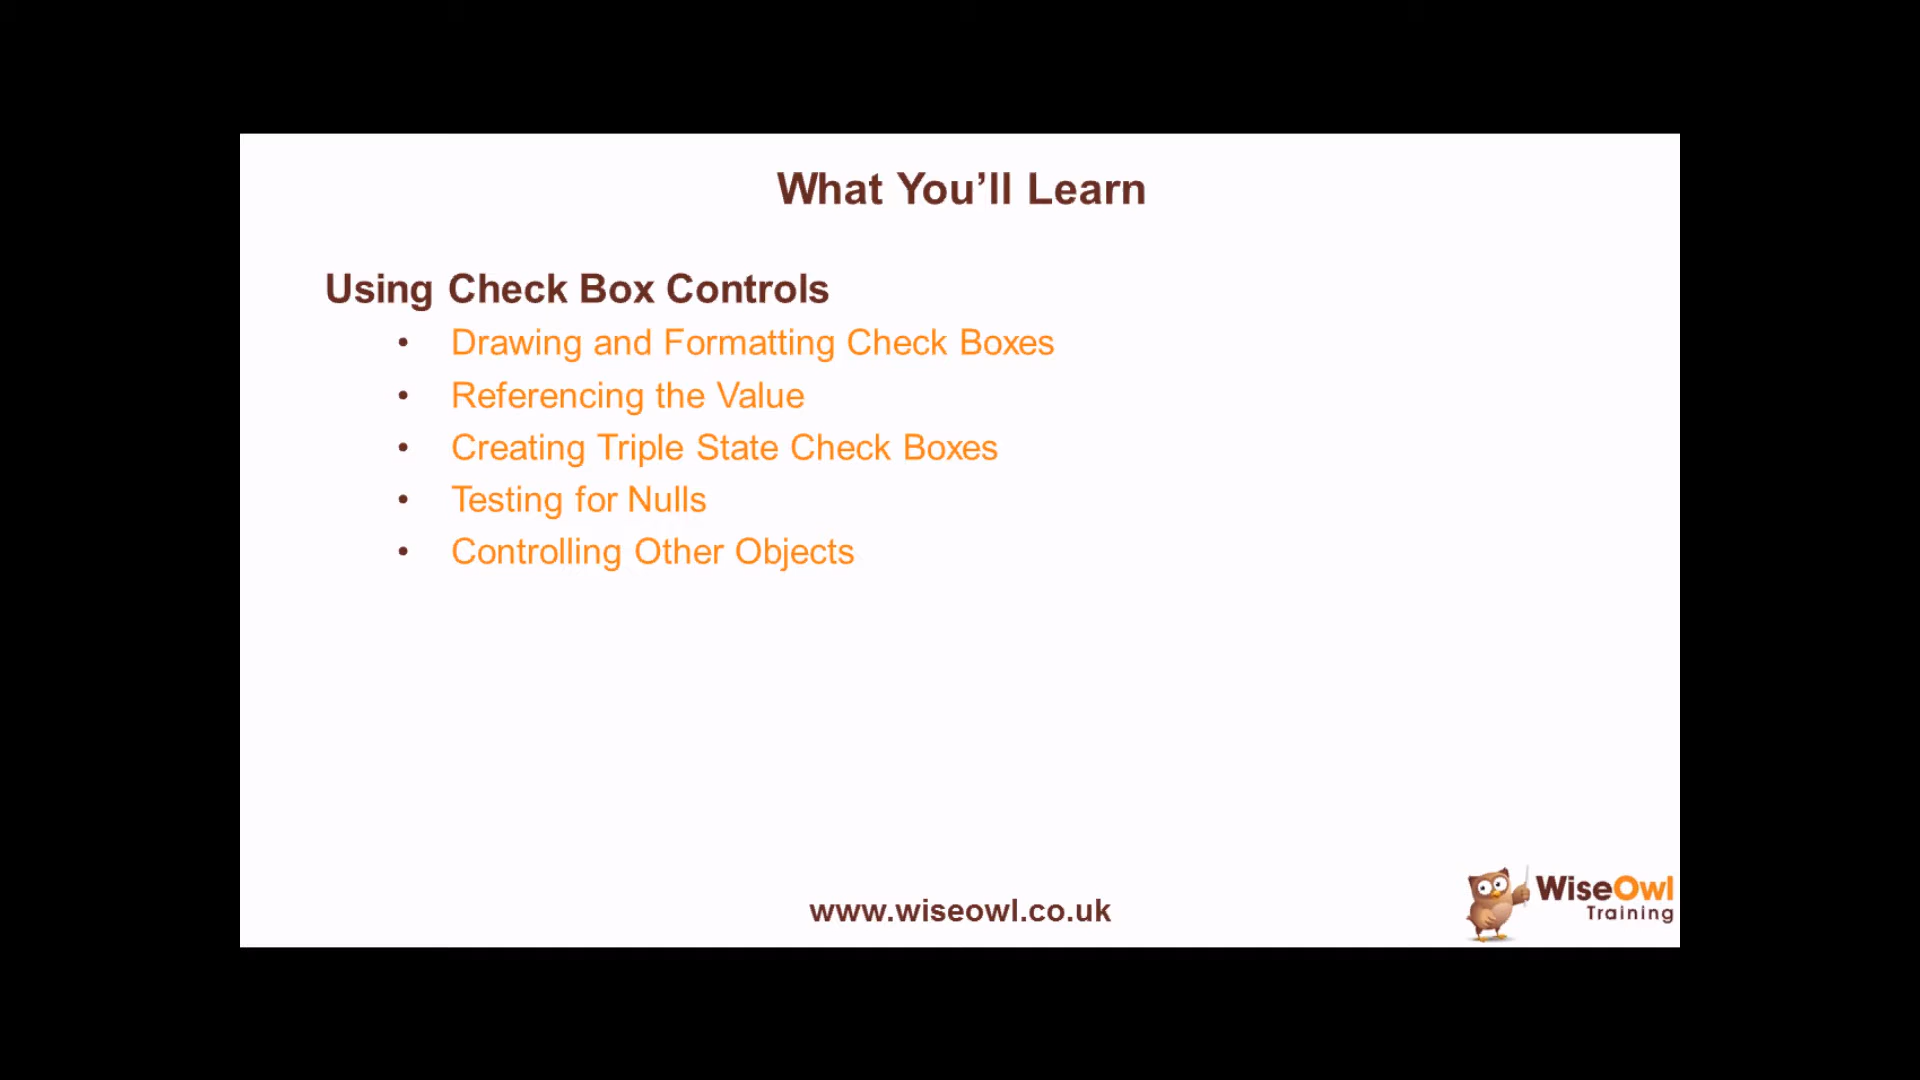 What You’ll Learn
Using Check Box Controls
• Drawing and Formatting Check Boxes
• Referencing the Value
• Creating Triple State Check Boxes
• Testing for Nulls
• Controlling Other Objects
www.wiseowl.co.uk
WiseOwl
Training